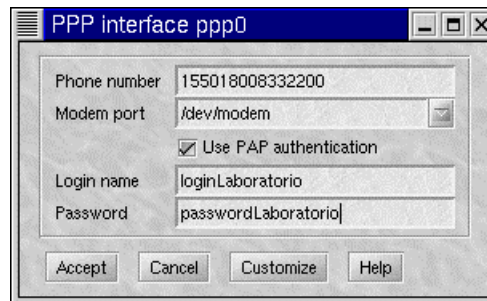 PPP interface ppp0
Phone number 155018008332200
Modem port /dev/modem
Use PAP authentication
Login name loginLaboratorio
Password passwordLaboratorio
Accept Cancel Customize Help